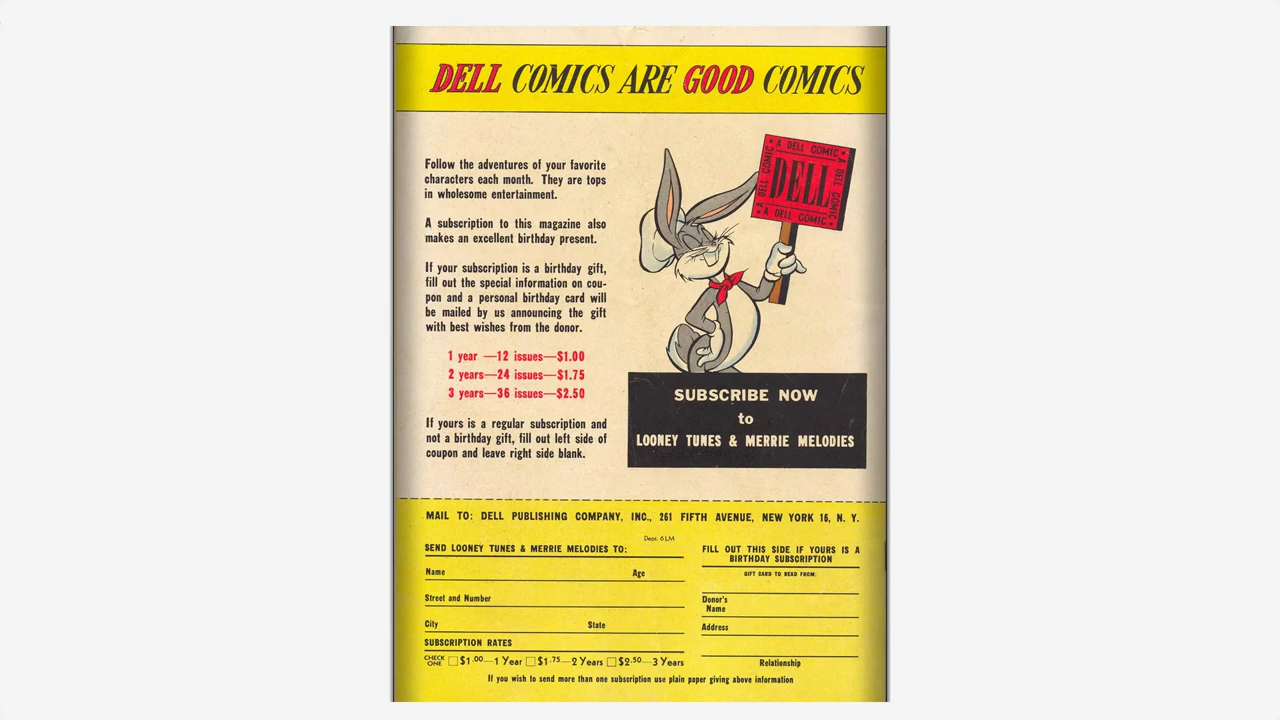 DELL COMICS ARE GOOD COMICS
Follow the adventures of your favorite
characters each month. They are tops
in wholesome entertainment.
A subscription to this magazine also
makes an excellent birthday present.
If your subscription is a birthday gift,
fill out the special information on cou-
pon and a personal birthday card will
be mailed by us announcing the gift
with best wishes from the donor.
1 year —12 issues—$1.00
2 years—24 issues—$1.75
3 years—36 issues—$2.50
If yours is a regular subscription and
not a birthday gift, fill out left side of
coupon and leave right side blank.
A DELL COMIC
A DELL COMIC
DELL
A DELL COMIC
A DELL COMIC
SUBSCRIBE NOW
to
LOONEY TUNES & MERRIE MELODIES
MAIL TO: DELL PUBLISHING COMPANY, INC., 261 FIFTH AVENUE, NEW YORK 16, N. Y.
Dept. 6 LM
SEND LOONEY TUNES & MERRIE MELODIES TO:
Name Age
Street and Number
City State
SUBSCRIPTION RATES
CHECK ONE $1.00—1 Year $1.75—2 Years $2.50—3 Years
FILL OUT THIS SIDE IF YOURS IS A
BIRTHDAY SUBSCRIPTION
GIFT CARD TO READ FROM:
Donor's
Name
Address
Relationship
If you wish to send more than one subscription use plain paper giving above information